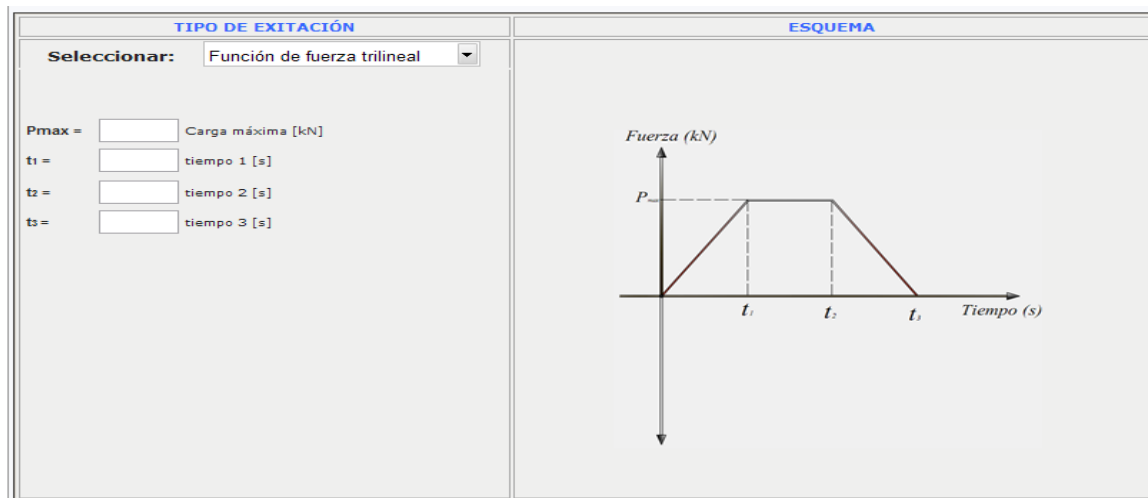 TIPO DE EXITACIÓN
Seleccionar: Función de fuerza trilineal
Pmax = Carga máxima [kN]
t1 = tiempo 1 [s]
t2 = tiempo 2 [s]
t3 = tiempo 3 [s]
ESQUEMA
Fuerza (kN)
P
t1 t2 t3 Tiempo (s)